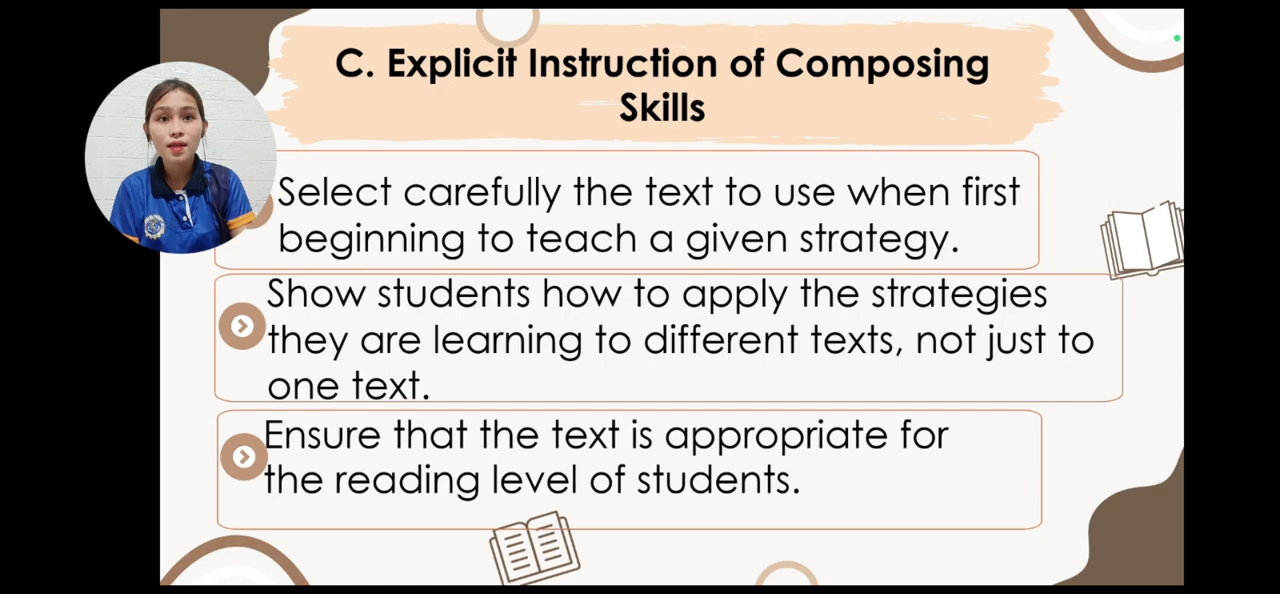 C. Explicit Instruction of Composing
Skills
Select carefully the text to use when first
beginning to teach a given strategy.
Show students how to apply the strategies
they are learning to different texts, not just to
one text.
Ensure that the text is appropriate for
the reading level of students.